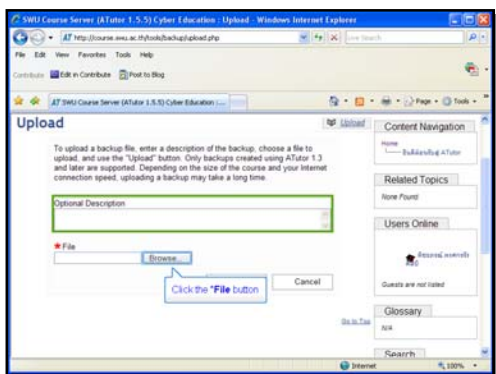 SWU Course Server (ATutor 1.5.5) Cyber Education : Upload - Windows Internet Explorer
http://course.swu.ac.th/tools/backup/upload.php
Live Search
File Edit View Favorites Tools Help
Contribute Edit in Contribute Post to Blog
SWU Course Server (ATutor 1.5.5) Cyber Education : ...
Page Tools
Upload
Upload
To upload a backup file, enter a description of the backup, choose a file to
upload, and use the "Upload" button. Only backups created using ATutor 1.3
and later are supported. Depending on the size of the course and your Internet
connection speed, uploading a backup may take a long time.
Optional Description
File
Browse...
Click the "File button
Cancel
Go to Top
Content Navigation
Home
ATutor
Related Topics
None Found
Users Online
Guests are not listed
Glossary
N/A
Search
Internet
100%